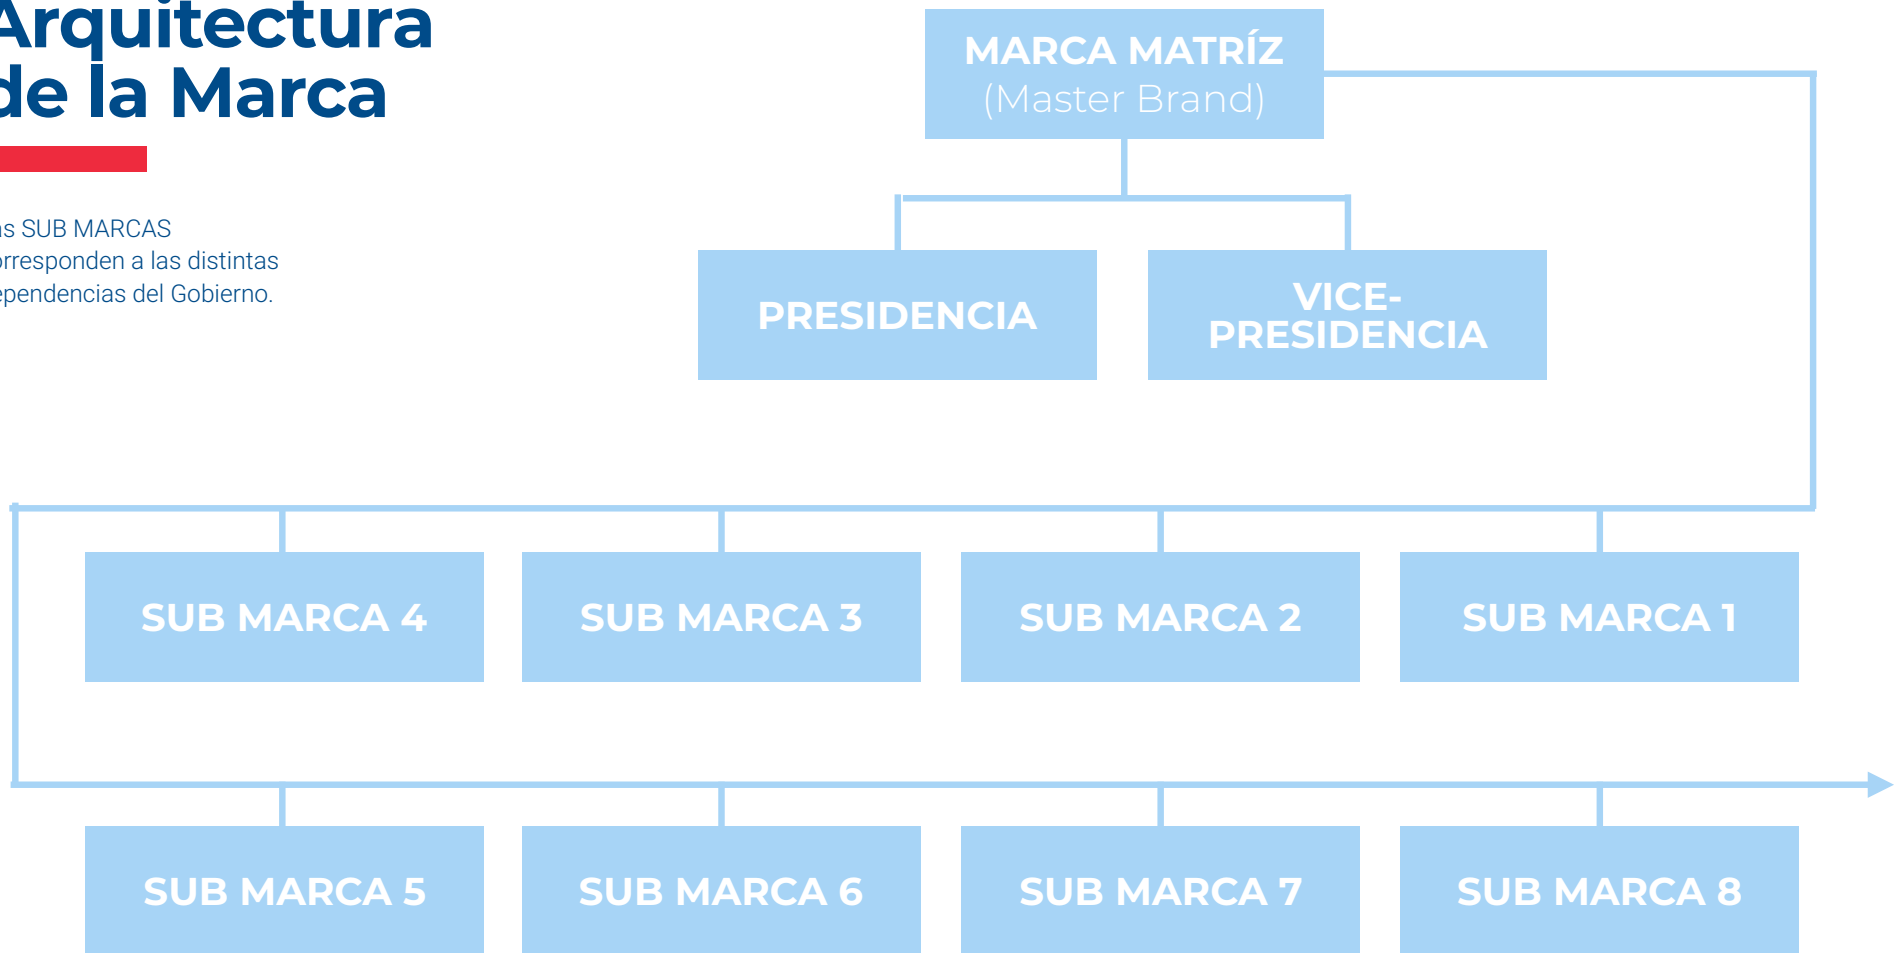 Arquitectura
de la Marca
as SUB MARCAS
orresponden a las distintas
ependencias del Gobierno.
MARCA MATRÍZ
(Master Brand)
PRESIDENCIA
VICE-
PRESIDENCIA
SUB MARCA 4
SUB MARCA 3
SUB MARCA 2
SUB MARCA 1
SUB MARCA 5
SUB MARCA 6
SUB MARCA 7
SUB MARCA 8